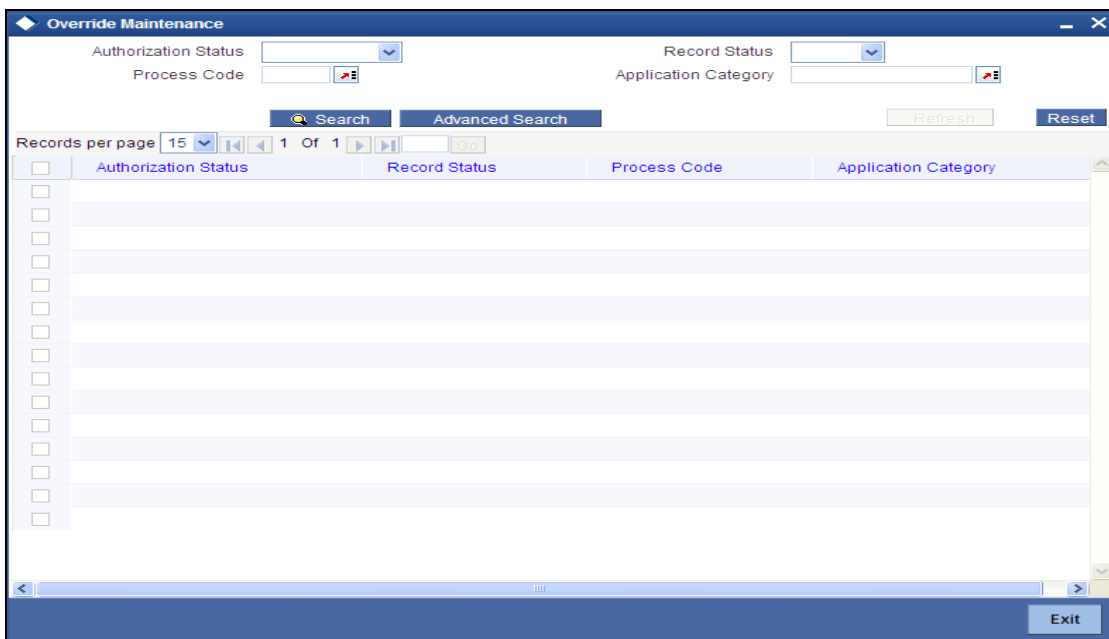 Override Maintenance
Authorization Status Record Status
Process Code Application Category
Search Advanced Search Refresh Reset
Records per page 15 1 Of 1 Go
Authorization Status Record Status Process Code Application Category
Exit